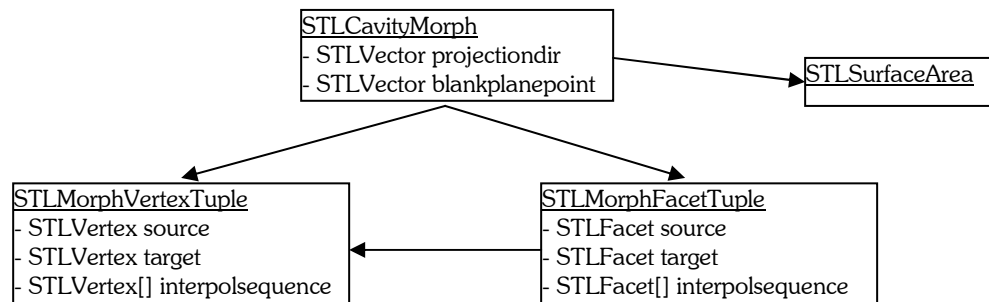 STLCavityMorph
- STLVector projectiondir
- STLVector blankplanepoint
STLSurfaceArea
STLMorphVertexTuple
- STLVertex source
- STLVertex target
- STLVertex[] interpolsequence
STLMorphFacetTuple
- STLFacet source
- STLFacet target
- STLFacet[] interpolsequence